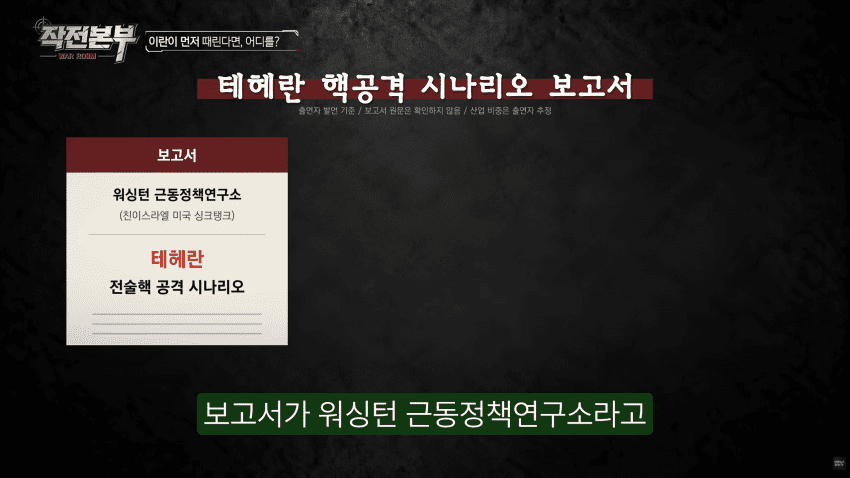 작전본부
WAR ROOM
이란이 먼저 때린다면, 어디를?
테헤란 핵공격 시나리오 보고서
출연자 발언 기준 / 보고서 원문은 확인하지 않음 / 산업 비중은 출연자 추정
보고서
워싱턴 근동정책연구소
(친이스라엘 미국 싱크탱크)
테헤란
전술핵 공격 시나리오
보고서가 워싱턴 근동정책연구소라고